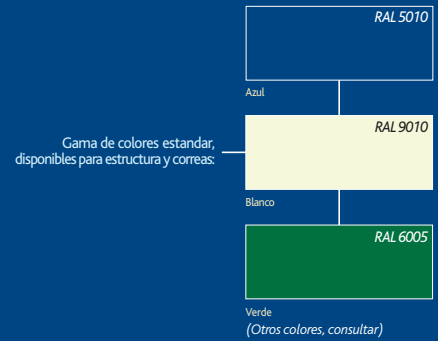 RAL 5010
Azul
RAL 9010
Gama de colores estandar,
disponibles para estructura y correas:
Blanco
RAL 6005
Verde
(Otros colores, consultar)